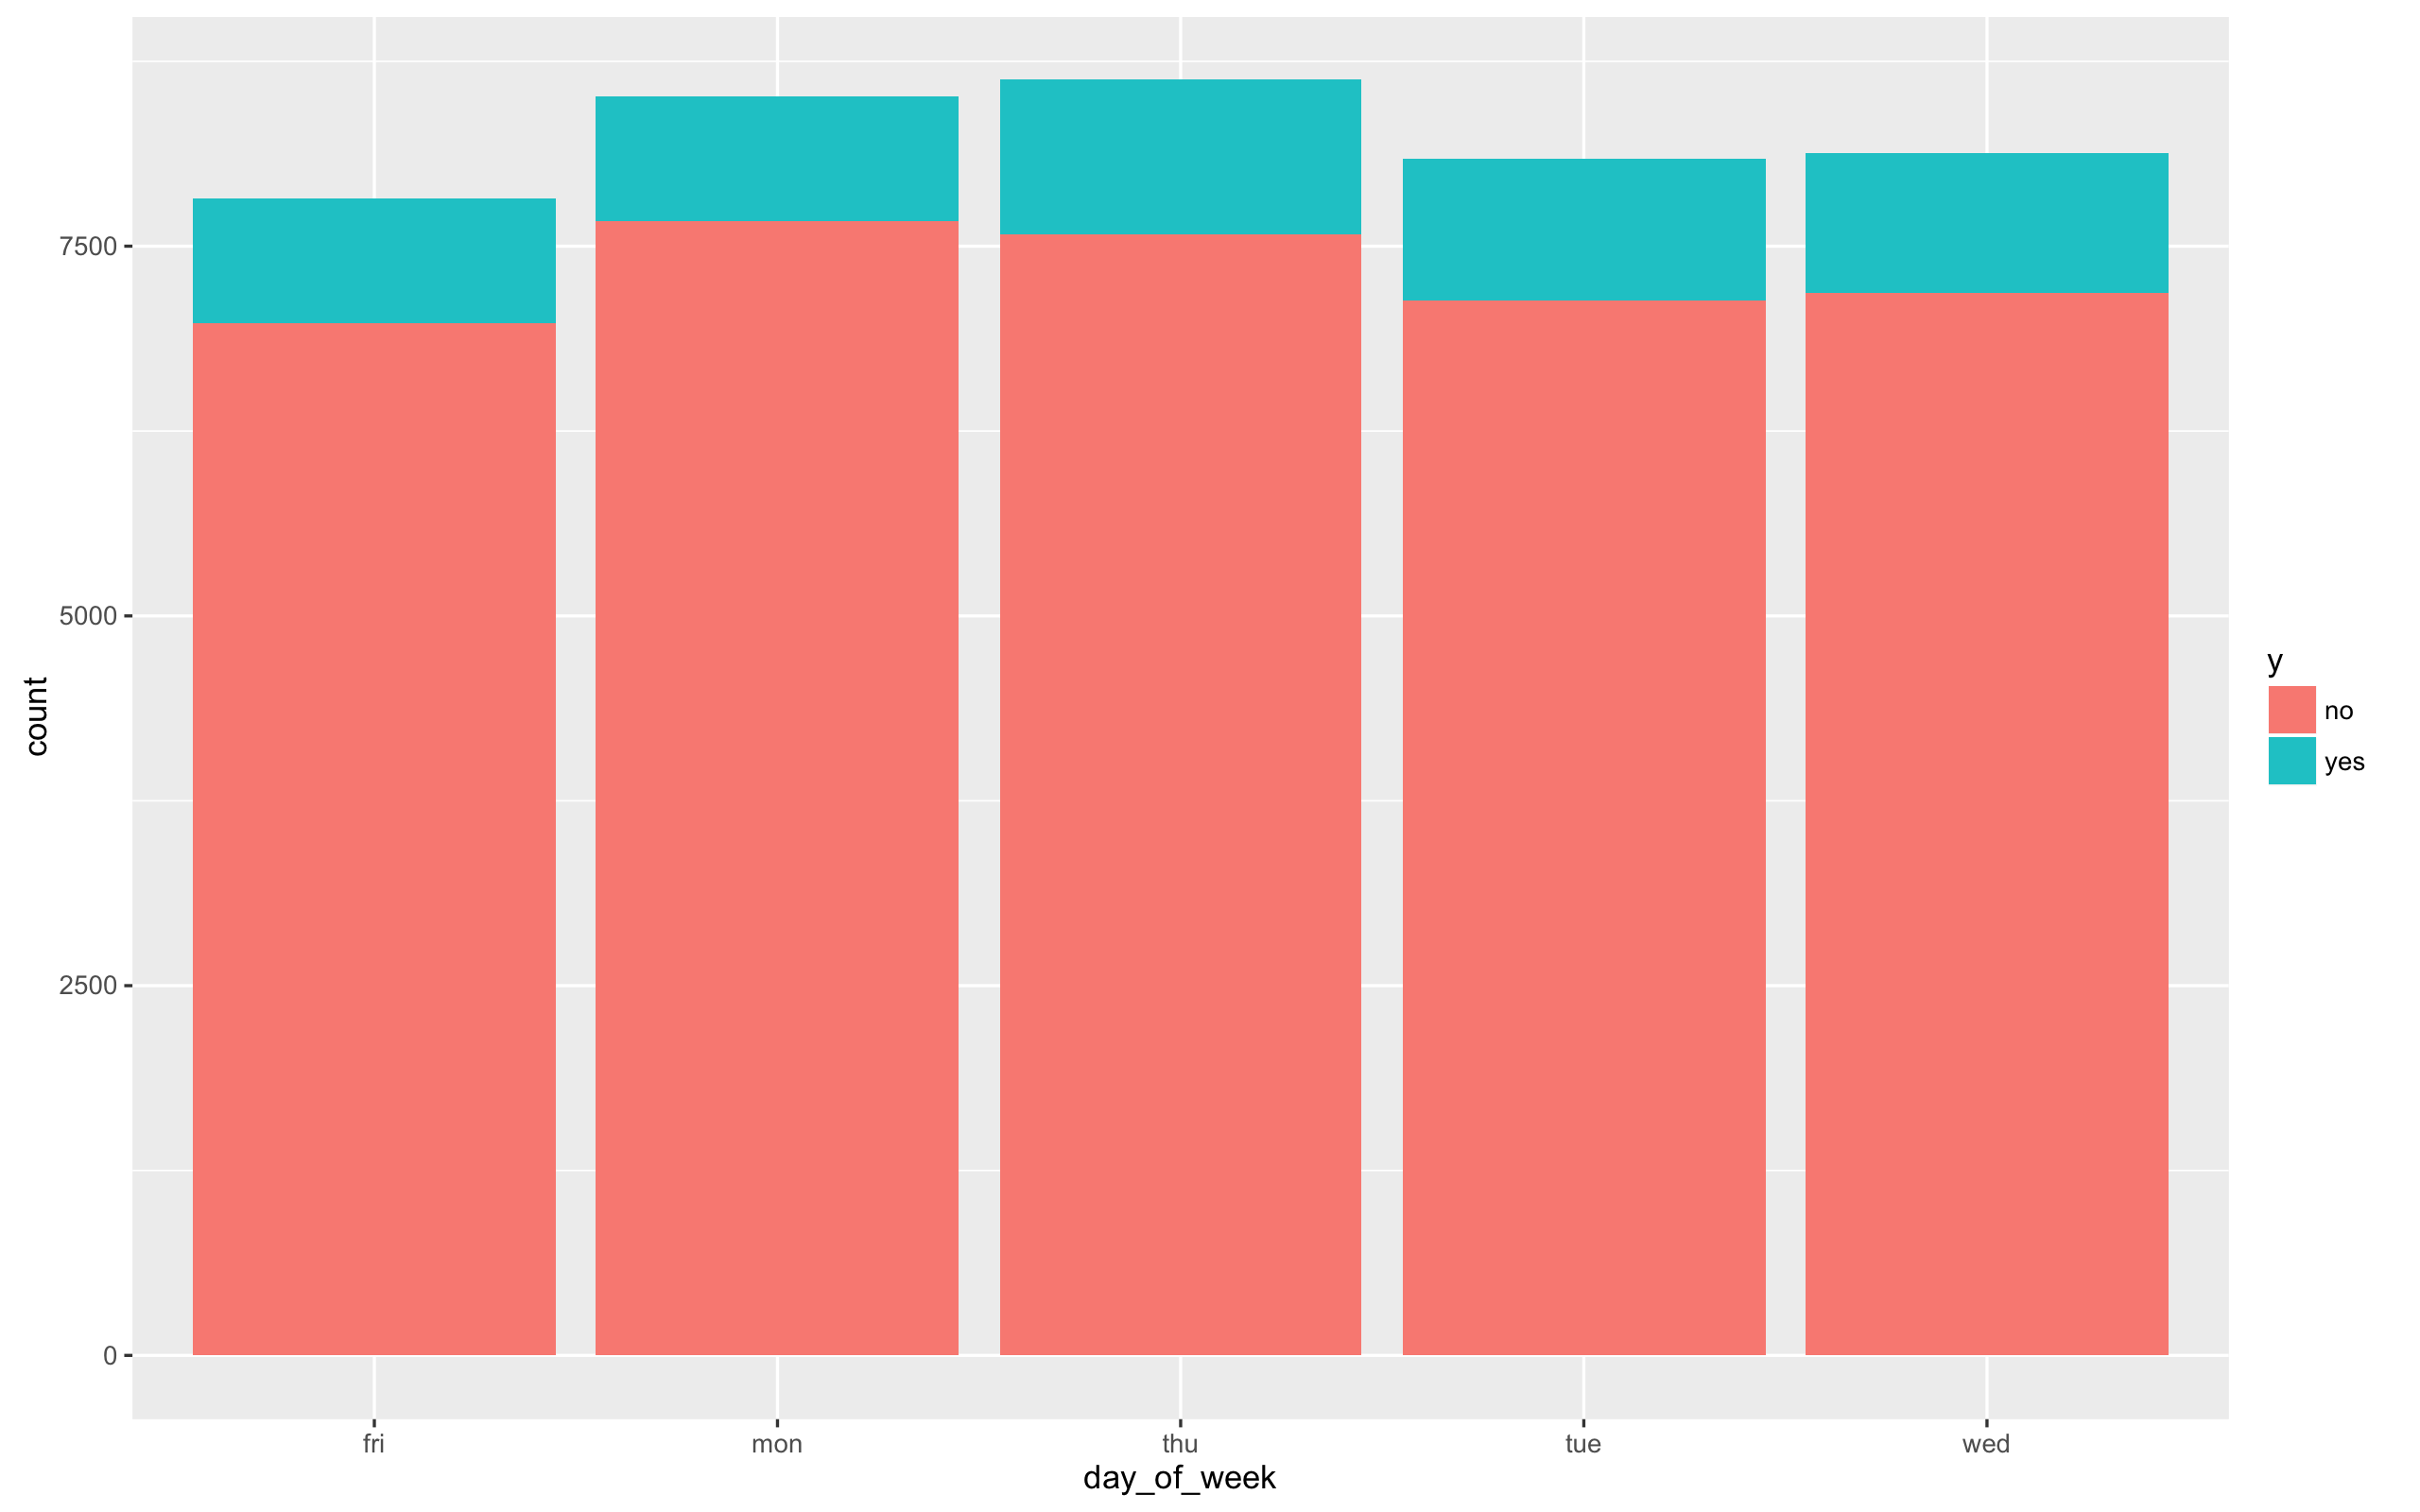 count
7500
5000
2500
0
fri mon thu tue wed
day_of_week
y
no
yes